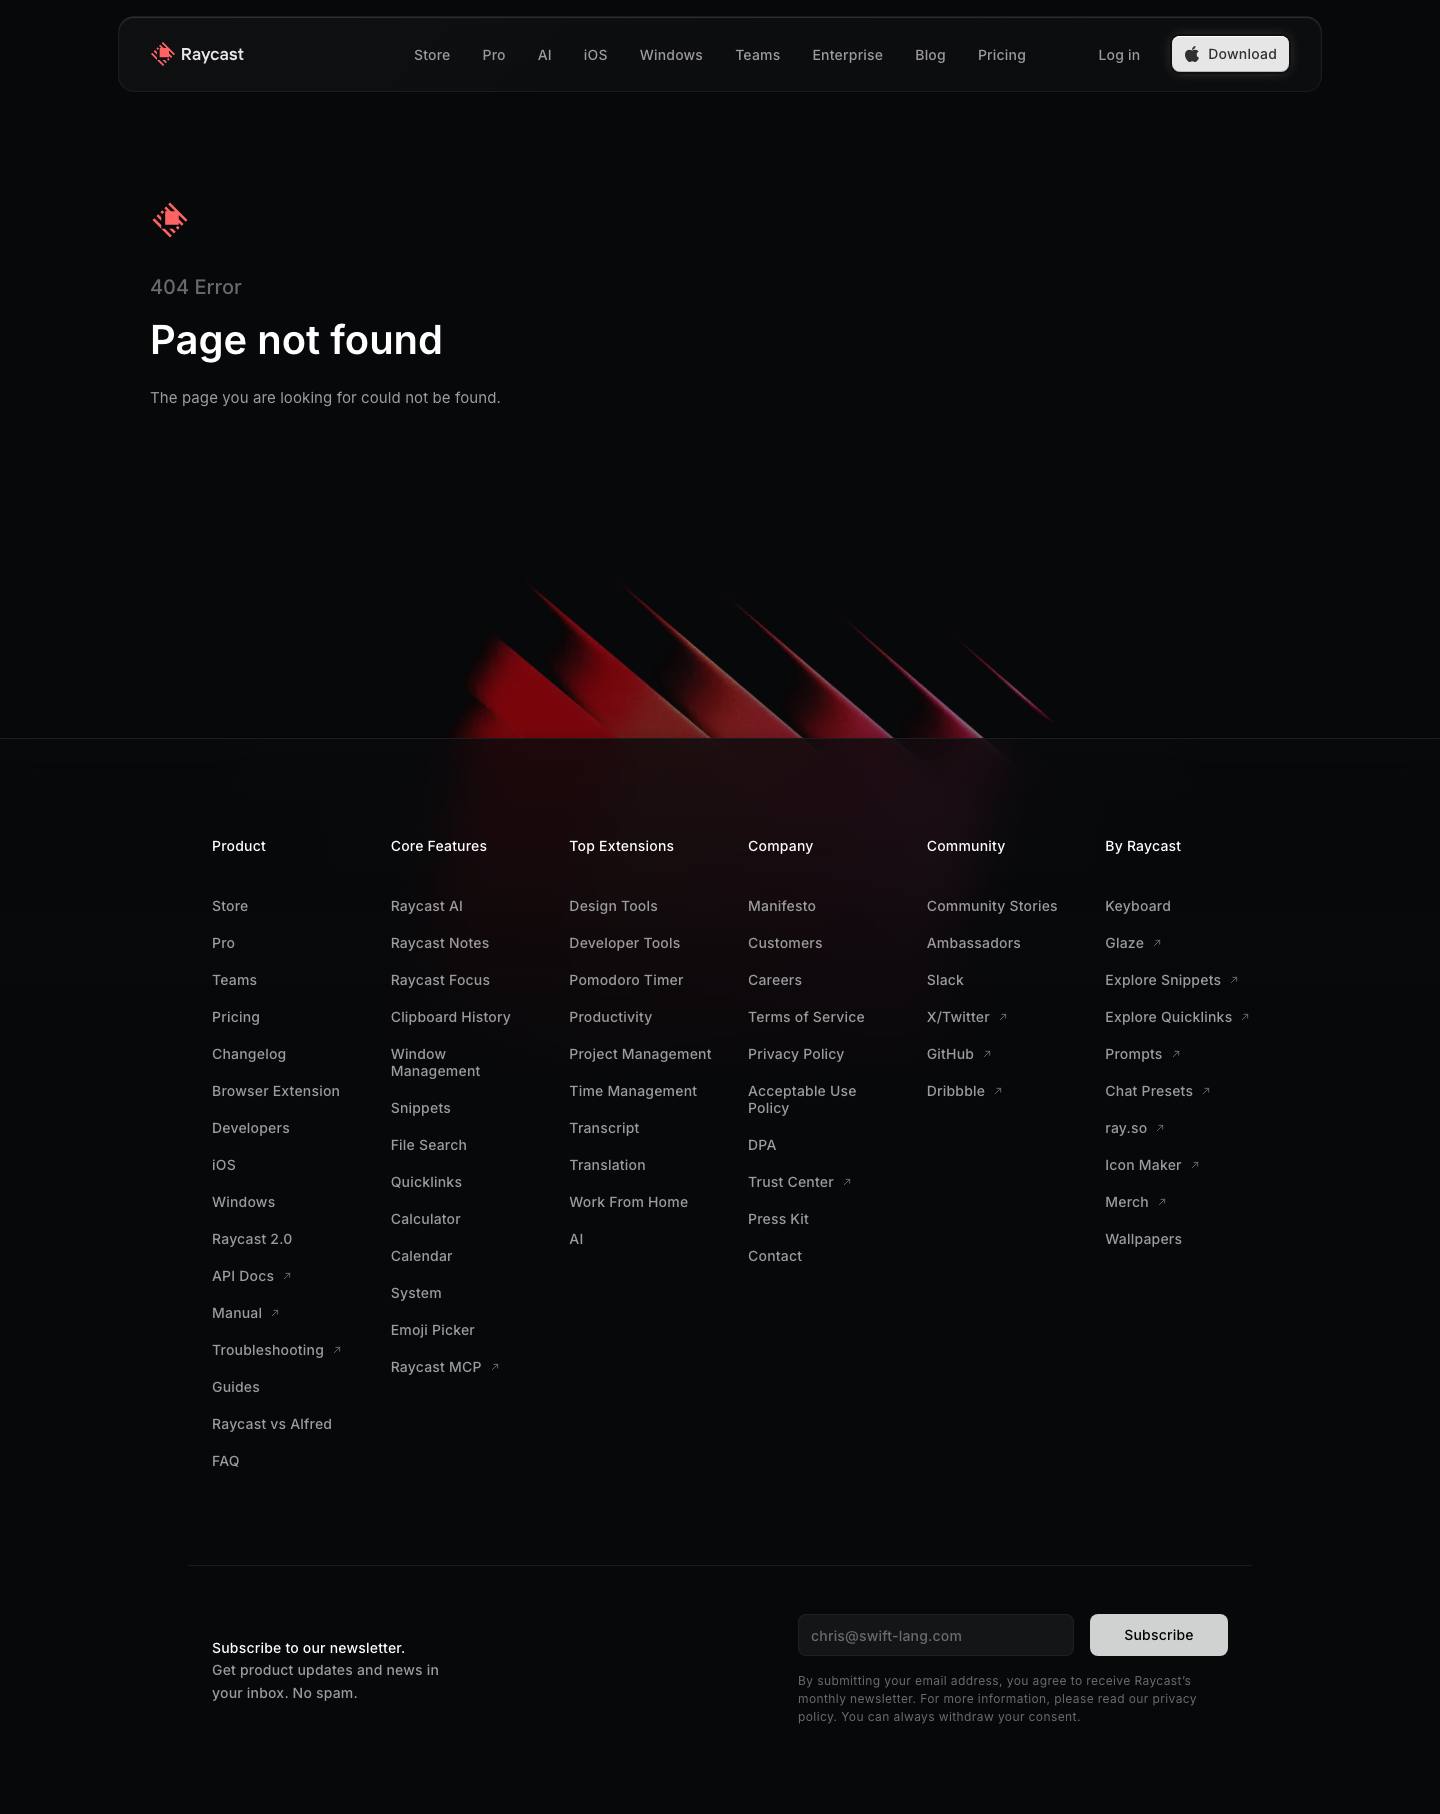 Raycast
Store
Pro
AI
iOS
Windows
Teams
Enterprise
Blog
Pricing
Log in
Download
404 Error
Page not found
The page you are looking for could not be found.
Product
Store
Pro
Teams
Pricing
Changelog
Browser Extension
Developers
iOS
Windows
Raycast 2.0
API Docs
Manual
Troubleshooting
Guides
Raycast vs Alfred
FAQ
Core Features
Raycast AI
Raycast Notes
Raycast Focus
Clipboard History
Window
Management
Snippets
File Search
Quicklinks
Calculator
Calendar
System
Emoji Picker
Raycast MCP
Top Extensions
Design Tools
Developer Tools
Pomodoro Timer
Productivity
Project Management
Time Management
Transcript
Translation
Work From Home
AI
Company
Manifesto
Customers
Careers
Terms of Service
Privacy Policy
Acceptable Use
Policy
DPA
Trust Center
Press Kit
Contact
Community
Community Stories
Ambassadors
Slack
X/Twitter
GitHub
Dribbble
By Raycast
Keyboard
Glaze
Explore Snippets
Explore Quicklinks
Prompts
Chat Presets
ray.so
Icon Maker
Merch
Wallpapers
Subscribe to our newsletter.
Get product updates and news in
your inbox. No spam.
chris@swift-lang.com
Subscribe
By submitting your email address, you agree to receive Raycast’s
monthly newsletter. For more information, please read our privacy
policy. You can always withdraw your consent.